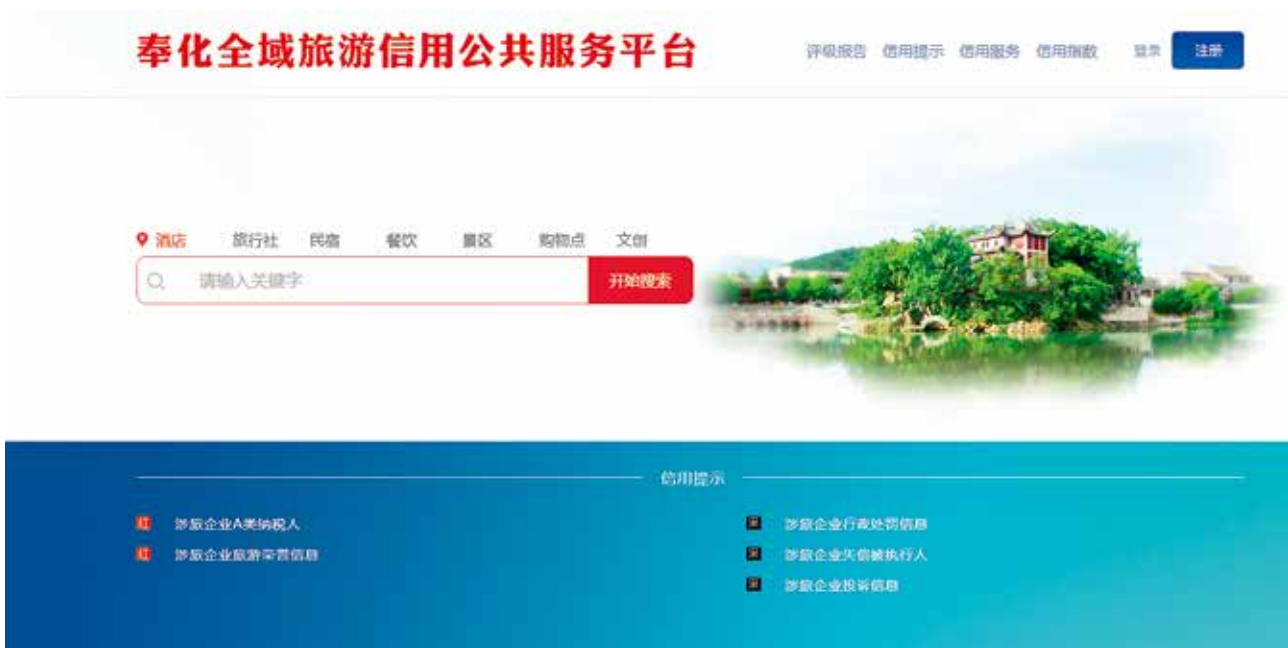 奉化全域旅游信用公共服务平台
评级报告 信用提示 信用服务 信用指数 登录 注册
酒店 旅行社 民宿 餐饮 景区 购物点 文创
请输入关键字 开始搜索
信用提示
红 涉旅企业A类纳税人
红 涉旅企业旅游荣誉信息
黑 涉旅企业行政处罚信息
黑 涉旅企业失信被执行人
黑 涉旅企业投诉信息